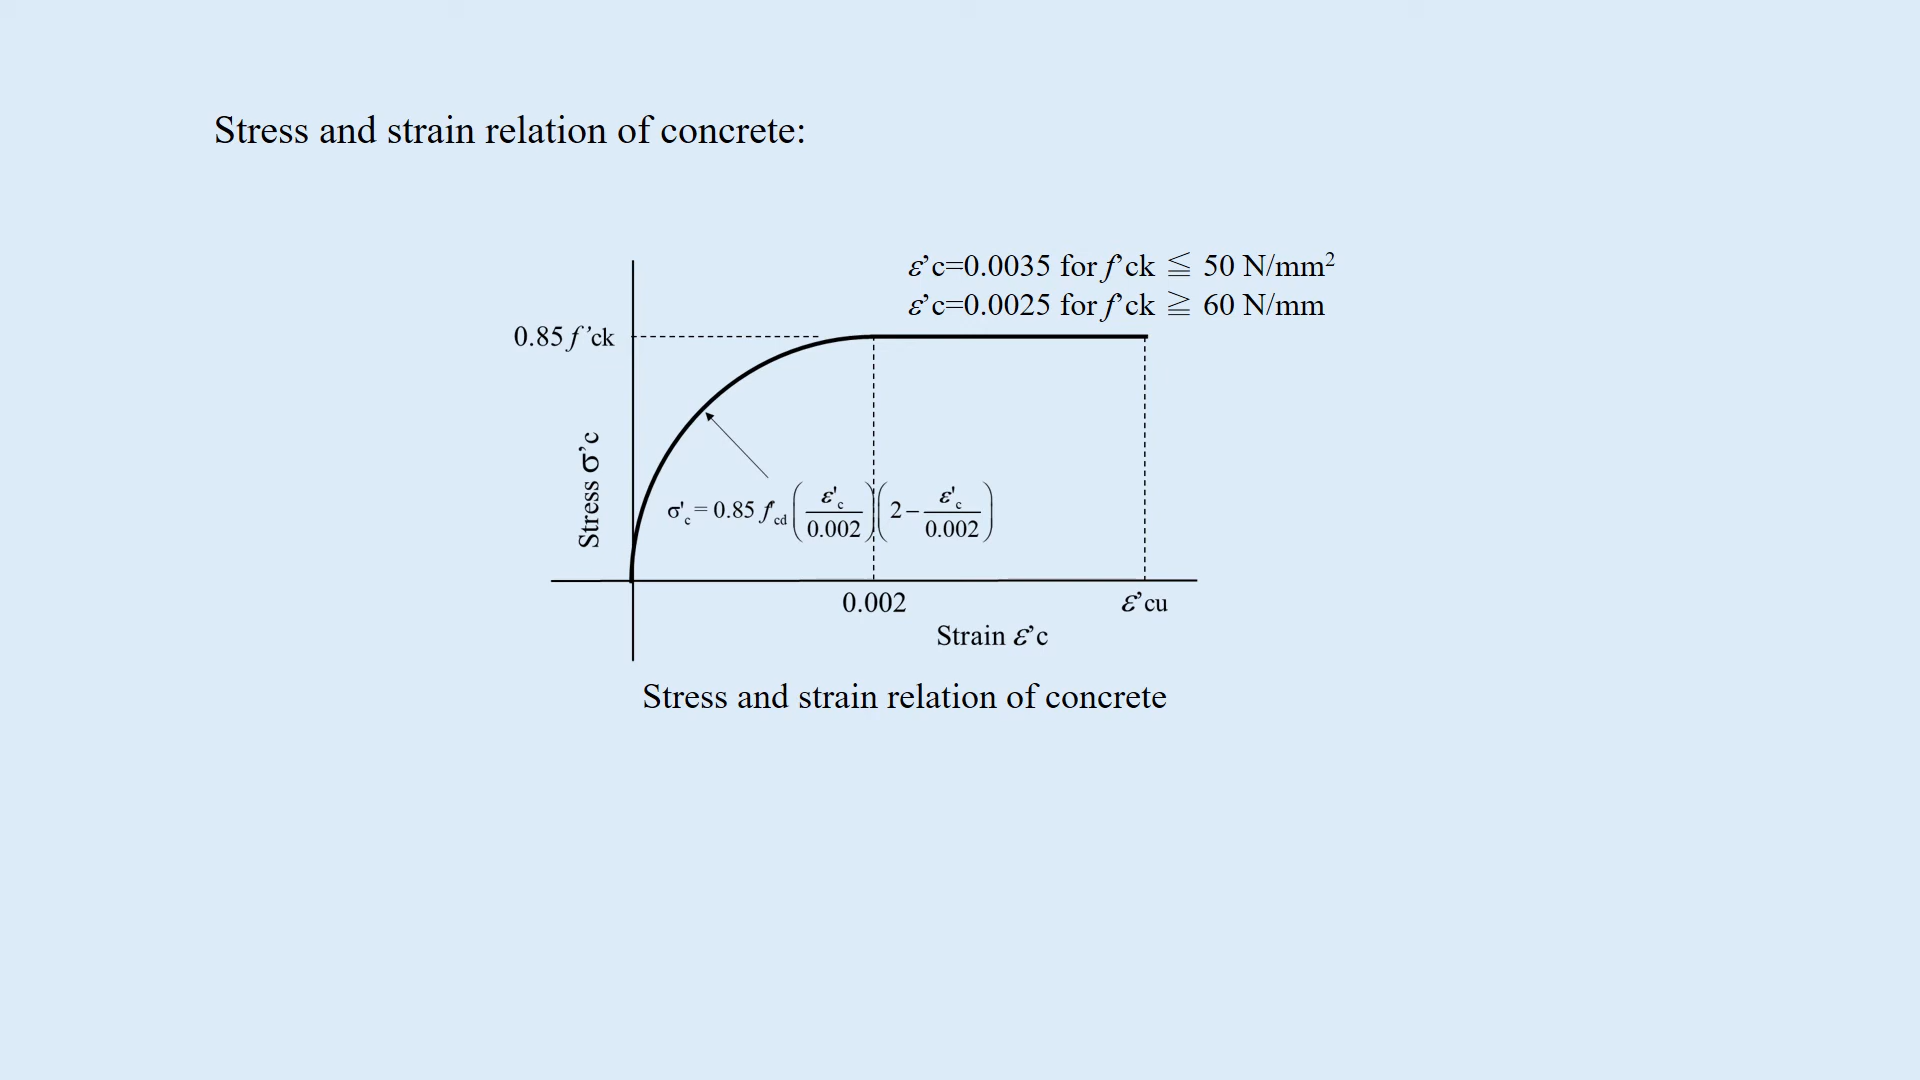 Stress and strain relation of concrete:
ε’c=0.0035 for f’ck ≦ 50 N/mm²
ε’c=0.0025 for f’ck ≧ 60 N/mm
0.85 f’ck
Stress σ’c
σ'c = 0.85 fcd (ε'c/0.002)(2 − ε'c/0.002)
0.002
ε’cu
Strain ε’c
Stress and strain relation of concrete